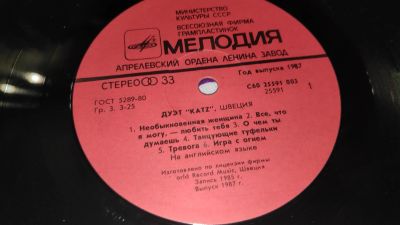 МИНИСТЕРСТВО
КУЛЬТУРЫ СССР
ВСЕСОЮЗНАЯ ФИРМА
ГРАМПЛАСТИНОК
МЕЛОДИЯ
АПРЕЛЕВСКИЙ ОРДЕНА ЛЕНИНА ЗАВОД
СТЕРЕО 33
Год выпуска 1987
ГОСТ 5289-80
Гр. 3. 3-25
С60 25591 003
25591
1
ДУЭТ "KATZ", ШВЕЦИЯ
1. Необыкновенная женщина 2. Все, что
я могу, — любить тебя 3. О чем ты
думаешь 4. Танцующие туфельки
5. Тревога 6. Игра с огнем
На английском языке
Изготовлено по лицензии фирмы
World Record Music, Швеция
Запись 1985 г.
Выпуск 1987 г.